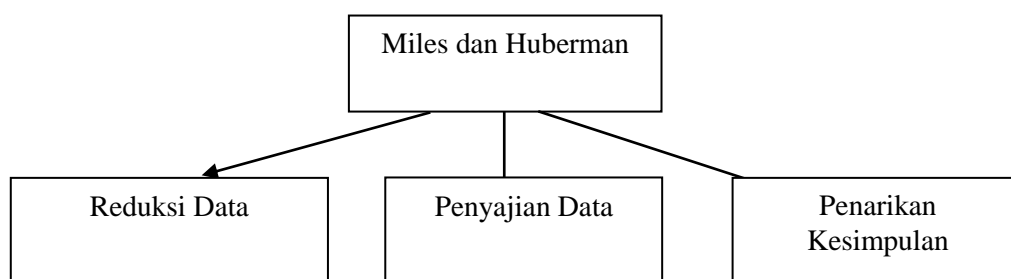 Miles dan Huberman
Reduksi Data
Penyajian Data
Penarikan
Kesimpulan